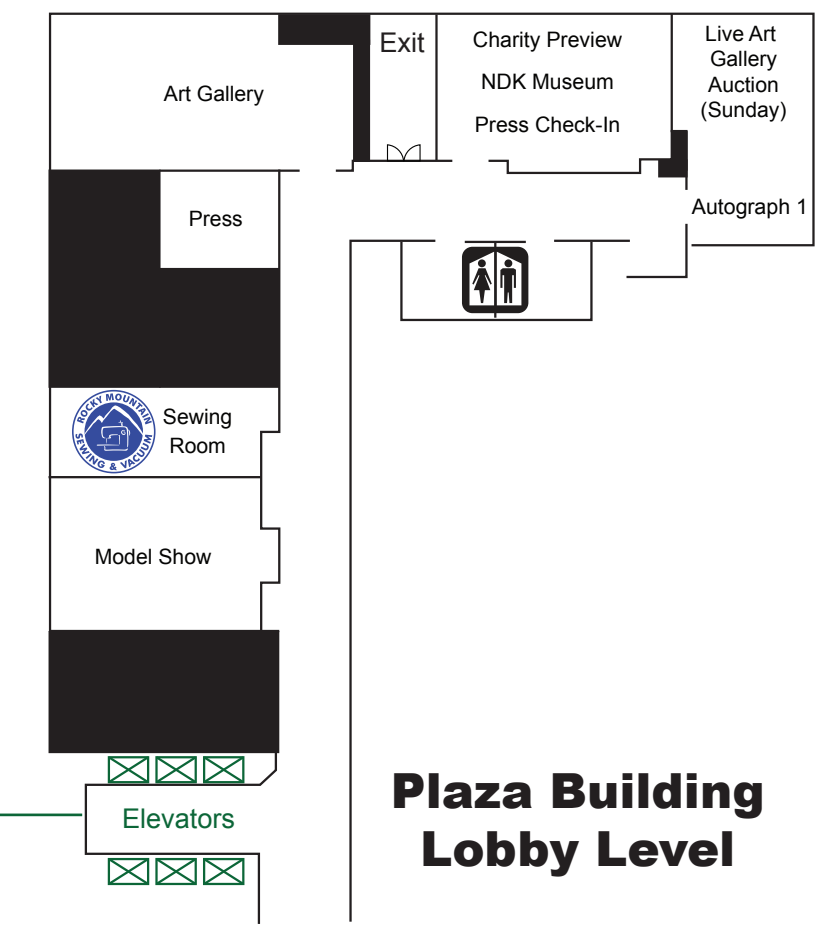 Art Gallery
Exit
Charity Preview
NDK Museum
Press Check-In
Live Art
Gallery
Auction
(Sunday)
Press
Autograph 1
ROCKY MOUNTAIN
SEWING & VACUUM
Sewing
Room
Model Show
Elevators
Plaza Building
Lobby Level